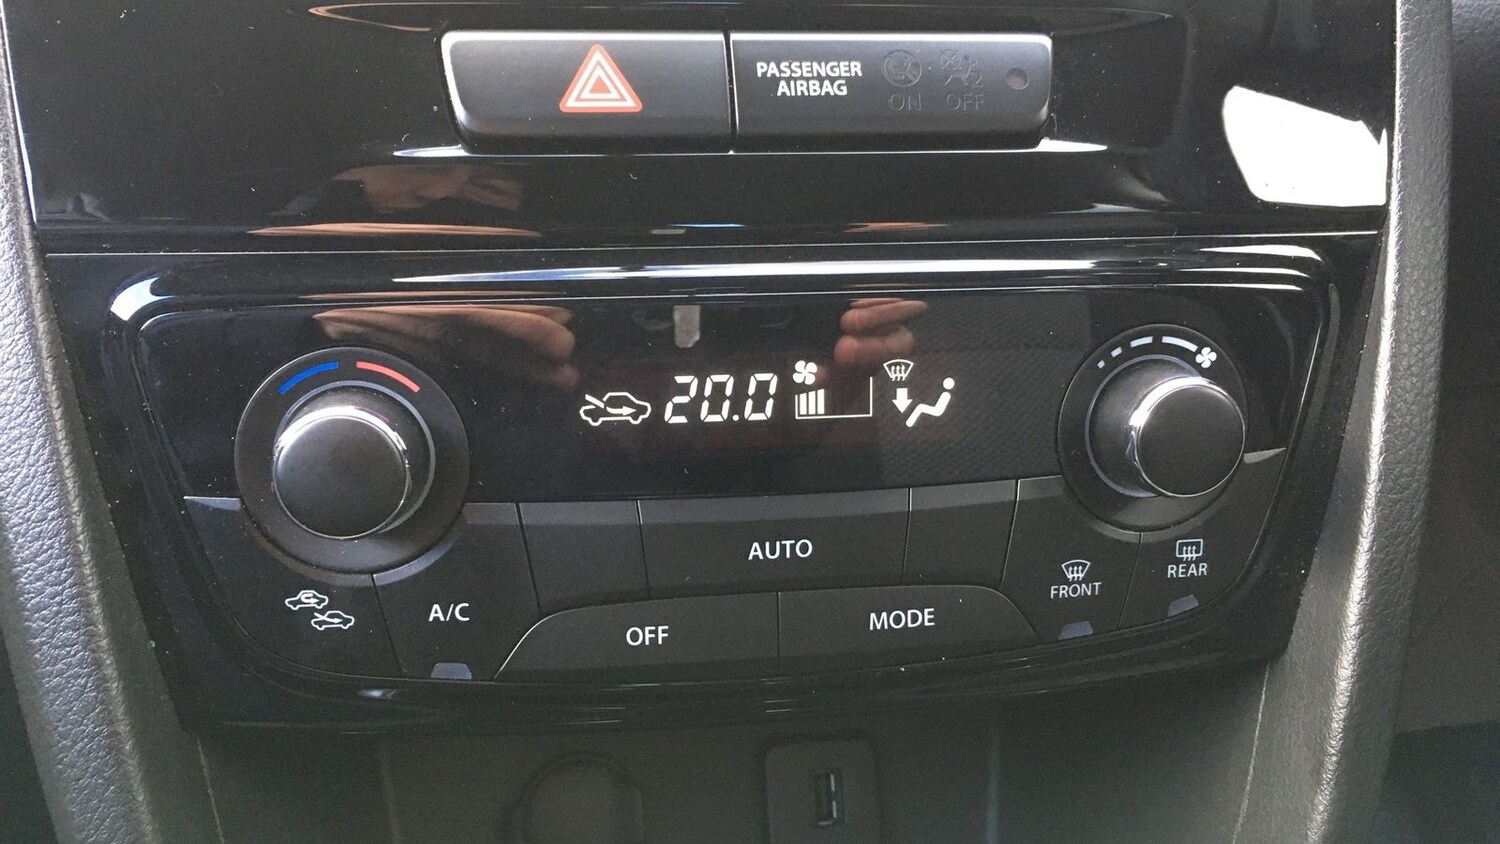 PASSENGER
AIRBAG
ON OFF
20.0
AUTO
A/C
OFF
MODE
FRONT
REAR